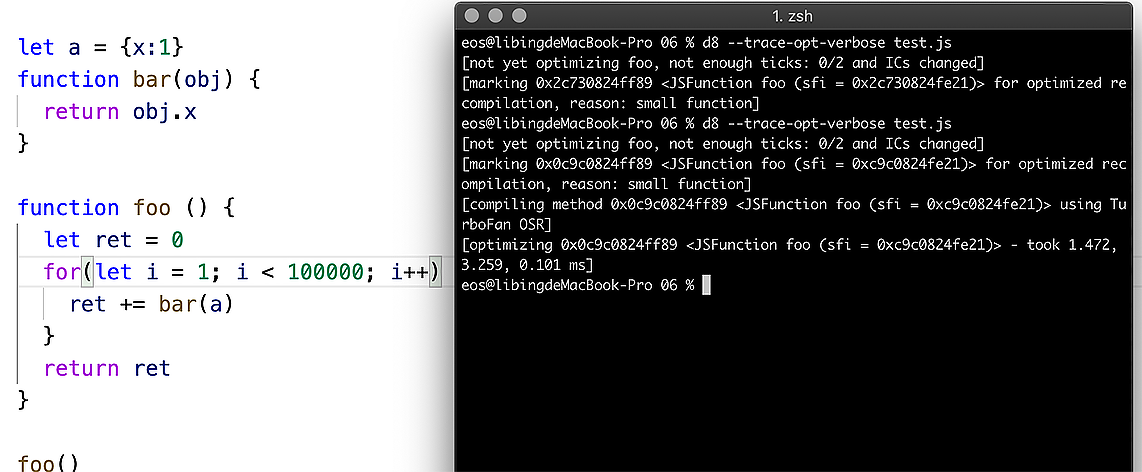 let a = {x:1}
function bar(obj) {
  return obj.x
}
function foo () {
  let ret = 0
  for(let i = 1; i < 100000; i++)
    ret += bar(a)
  }
  return ret
}
foo()
1. zsh
eos@libingdeMacBook-Pro 06 % d8 --trace-opt-verbose test.js
[not yet optimizing foo, not enough ticks: 0/2 and ICs changed]
[marking 0x2c730824ff89 <JSFunction foo (sfi = 0x2c730824fe21)> for optimized re
compilation, reason: small function]
eos@libingdeMacBook-Pro 06 % d8 --trace-opt-verbose test.js
[not yet optimizing foo, not enough ticks: 0/2 and ICs changed]
[marking 0x0c9c0824ff89 <JSFunction foo (sfi = 0xc9c0824fe21)> for optimized rec
ompilation, reason: small function]
[compiling method 0x0c9c0824ff89 <JSFunction foo (sfi = 0xc9c0824fe21)> using Tu
rboFan OSR]
[optimizing 0x0c9c0824ff89 <JSFunction foo (sfi = 0xc9c0824fe21)> - took 1.472,
3.259, 0.101 ms]
eos@libingdeMacBook-Pro 06 %